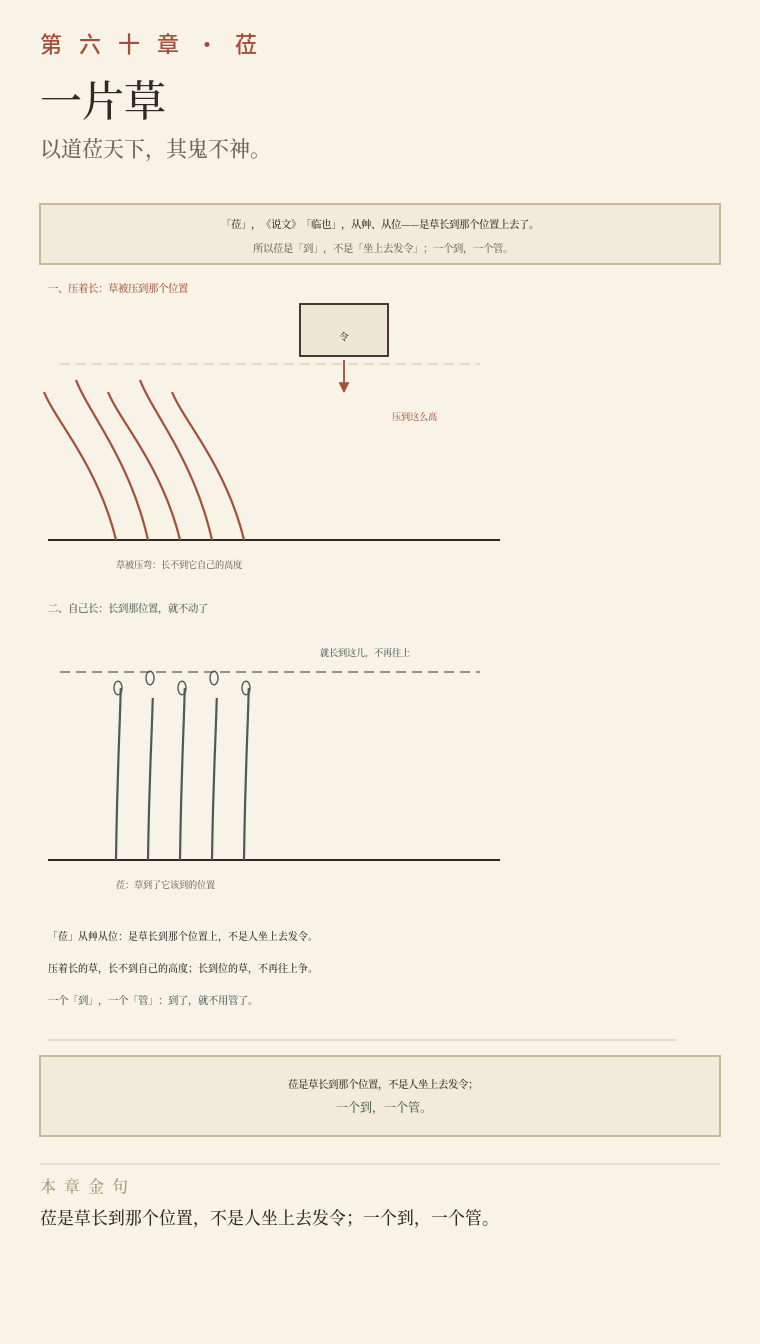 第六十章·莅
一片草
以道莅天下，其鬼不神。
「莅」，《说文》「临也」，从艸、从位——是草长到那个位置上去了。
所以莅是「到」，不是「坐上去发令」；一个到，一个管。
一、压着长：草被压到那个位置
令
压到这么高
草被压弯：长不到它自己的高度
二、自己长：长到那位置，就不动了
就长到这儿，不再往上
莅：草到了它该到的位置
「莅」从艸从位：是草长到那个位置上，不是人坐上去发令。
压着长的草，长不到自己的高度；长到位的草，不再往上争。
一个「到」，一个「管」：到了，就不用管了。
莅是草长到那个位置，不是人坐上去发令；
一个到，一个管。
本章金句
莅是草长到那个位置，不是人坐上去发令；一个到，一个管。